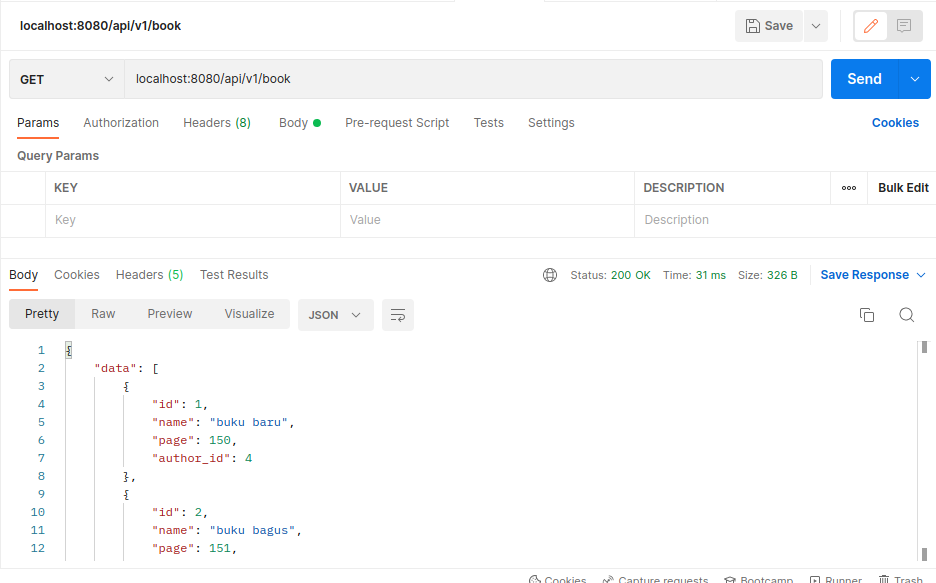 localhost:8080/api/v1/book
Save
GET
localhost:8080/api/v1/book
Send
Params Authorization Headers (8) Body Pre-request Script Tests Settings Cookies
Query Params
KEY VALUE DESCRIPTION ooo Bulk Edit
Key Value Description
Body Cookies Headers (5) Test Results Status: 200 OK Time: 31 ms Size: 326 B Save Response
Pretty Raw Preview Visualize JSON
1 {
2 "data": [
3 {
4 "id": 1,
5 "name": "buku baru",
6 "page": 150,
7 "author_id": 4
8 },
9 {
10 "id": 2,
11 "name": "buku bagus",
12 "page": 151,
Cookies Capture requests Bootcamp Runner Trash